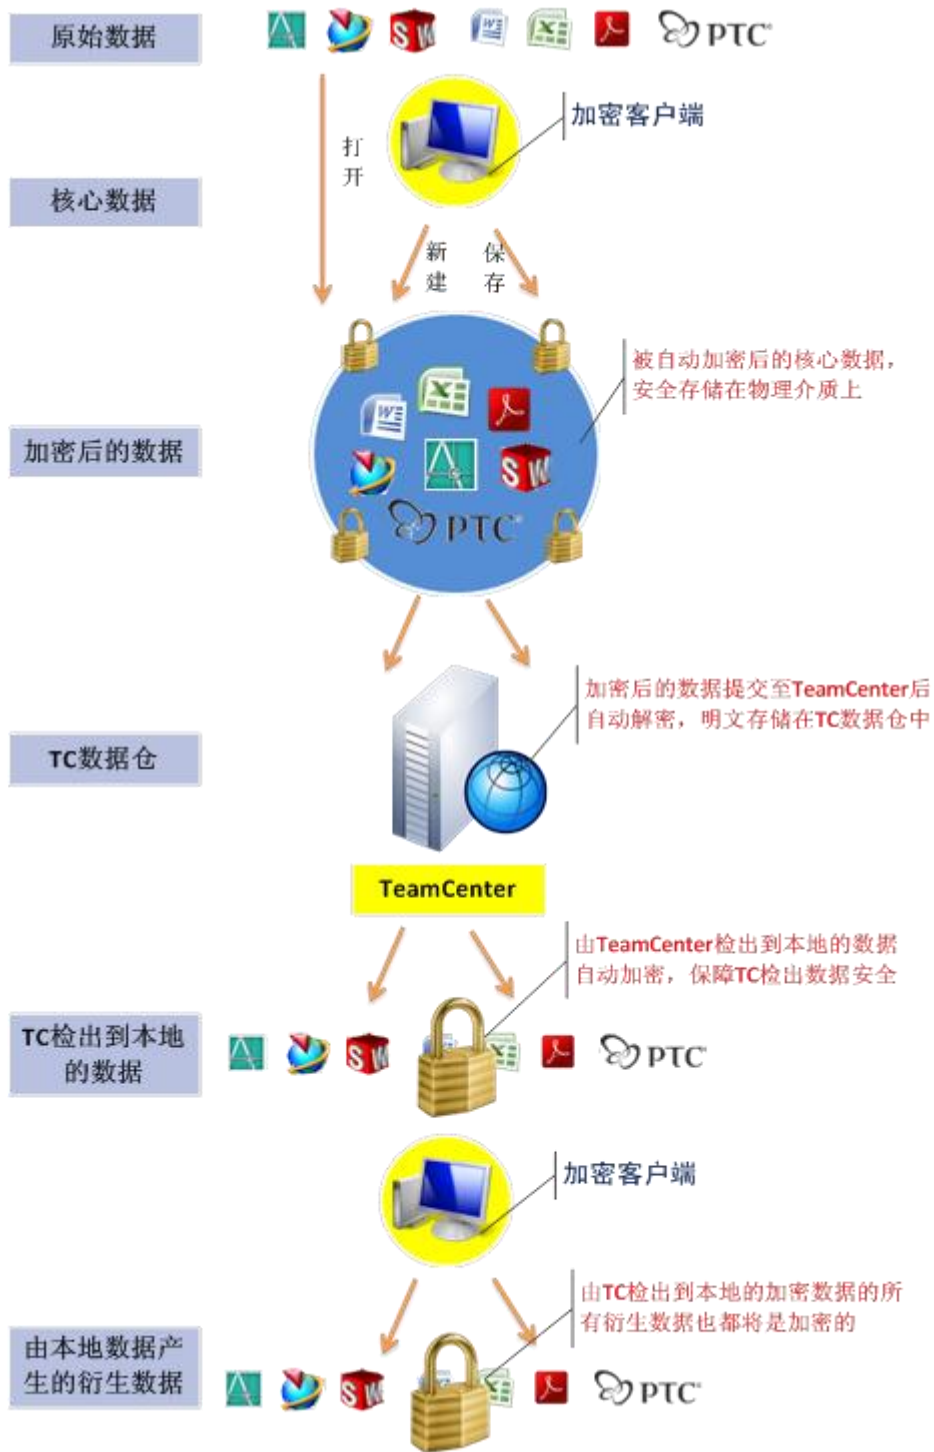 原始数据
PTC
加密客户端
打开
核心数据
新建
保存
被自动加密后的核心数据，
安全存储在物理介质上
加密后的数据
SW
PTC
加密后的数据提交至TeamCenter后
自动解密，明文存储在TC数据仓中
TC数据仓
TeamCenter
由TeamCenter检出到本地的数据
自动加密，保障TC检出数据安全
TC检出到本地
的数据
SW
PTC
加密客户端
由TC检出到本地的加密数据的所
有衍生数据也都将是加密的
由本地数据产
生的衍生数据
SW
PTC